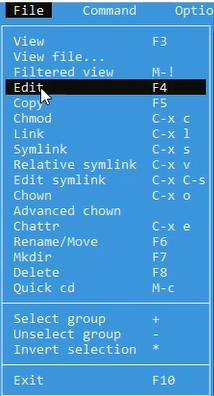 File Command Optio
View F3
View file...
Filtered view M-!
Edit F4
Copy F5
Chmod C-x c
Link C-x l
Symlink C-x s
Relative symlink C-x v
Edit symlink C-x C-s
Chown C-x o
Advanced chown
Chattr C-x e
Rename/Move F6
Mkdir F7
Delete F8
Quick cd M-c
Select group +
Unselect group -
Invert selection *
Exit F10